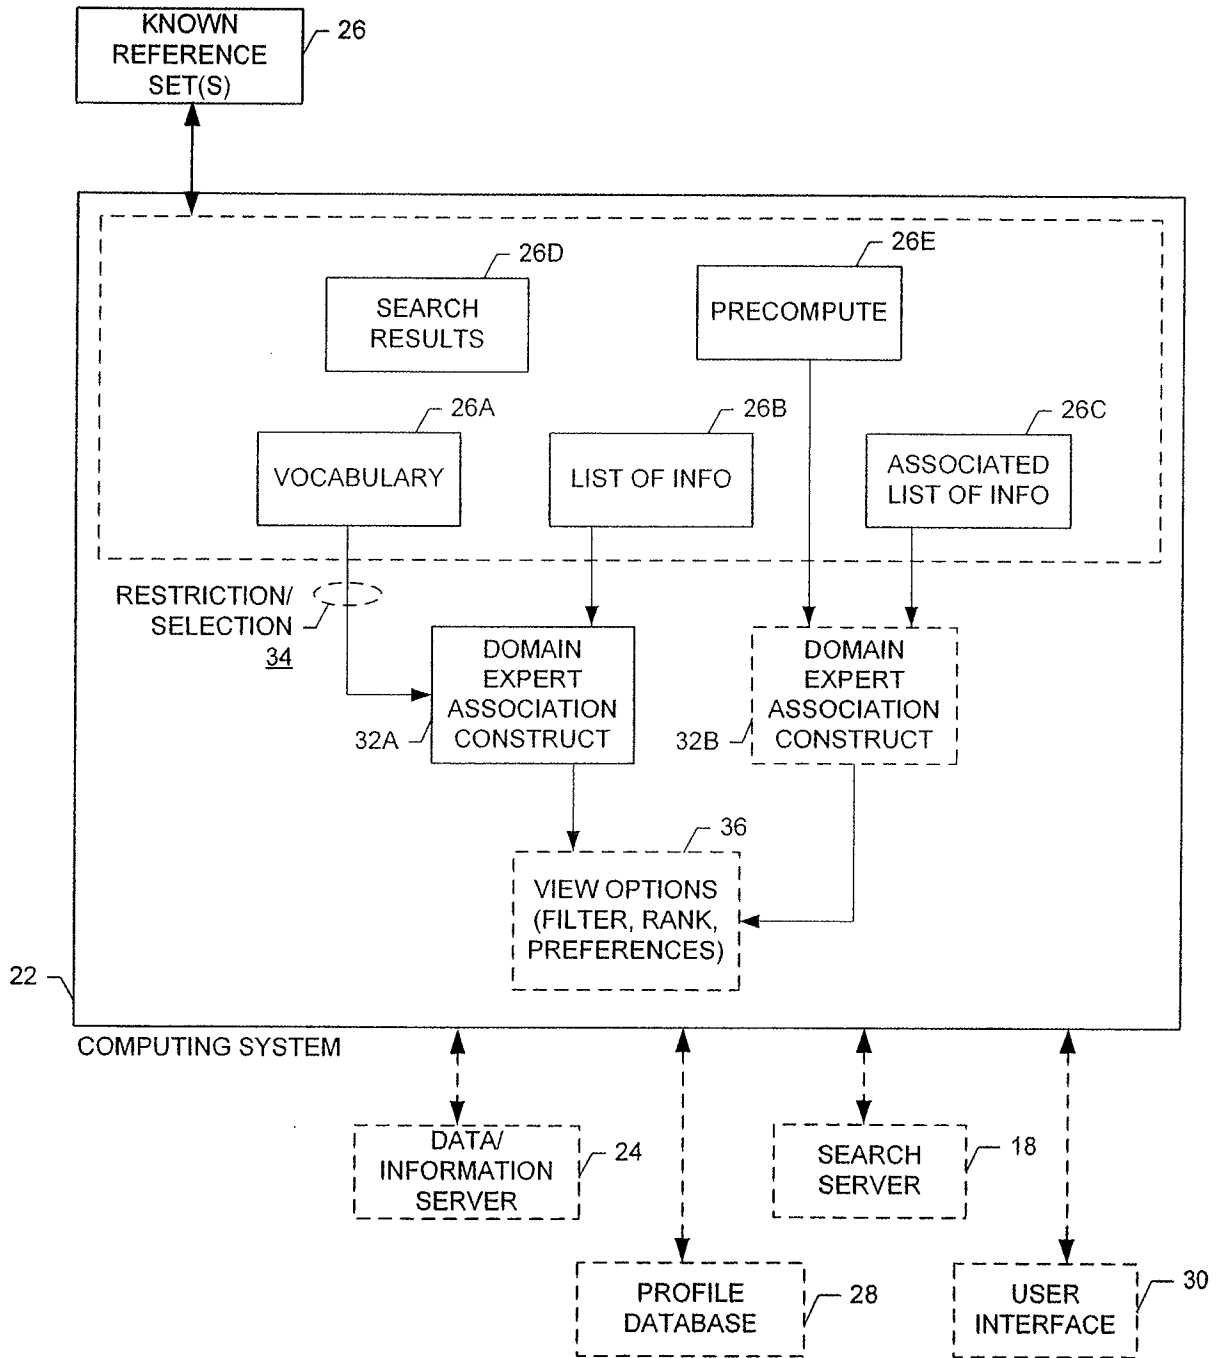 KNOWN
REFERENCE
SET(S)
26
26D
SEARCH
RESULTS
26E
PRECOMPUTE
26A
VOCABULARY
26B
LIST OF INFO
26C
ASSOCIATED
LIST OF INFO
RESTRICTION/
SELECTION
34
DOMAIN
EXPERT
ASSOCIATION
CONSTRUCT
32A
DOMAIN
EXPERT
ASSOCIATION
CONSTRUCT
32B
36
VIEW OPTIONS
(FILTER, RANK,
PREFERENCES)
22
COMPUTING SYSTEM
DATA/
INFORMATION
SERVER
24
SEARCH
SERVER
18
PROFILE
DATABASE
28
USER
INTERFACE
30